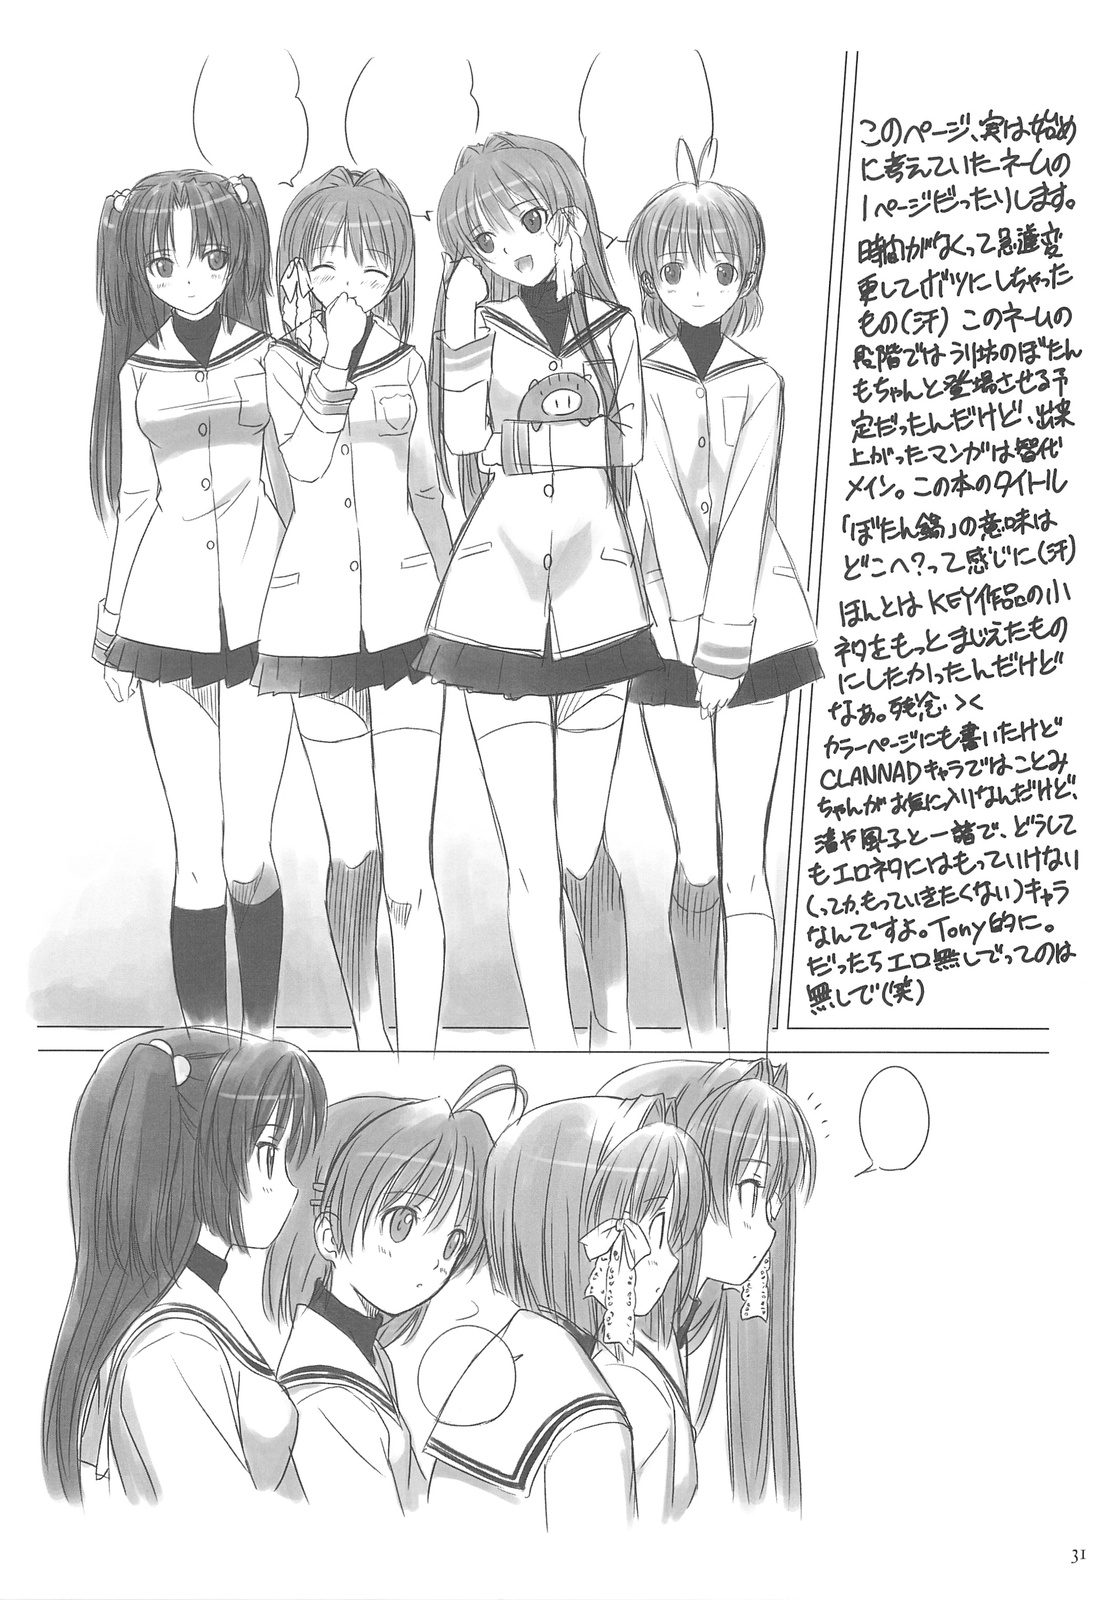 このページ、実は始め
に考えていたネームの
1ページだったりします。
時間がなくって急遽変
更してボツにしちゃった
もの(汗) このネームの
段階ではうり坊のぼたん
もちゃんと登場させる予
定だったんだけど、出来
上がったマンガは智代
メイン。この本のタイトル
「ぼたん鍋」の意味は
どこへ?って感じに(汗)
ほんとはKEY作品の小
ネタをもっとまじえたもの
にしたかったんだけど
なぁ。残念 ><
カラーページにも書いたけど
CLANNADキャラではことみ
ちゃんがお気に入りなんだけど、
渚や風子と一緒で、どうして
もエロネタにはもっていけない
(ってか、もっていきたくない)キャラ
なんですよ。Tony的に。
だったらエロ無しでってのは
無しで(笑)
31